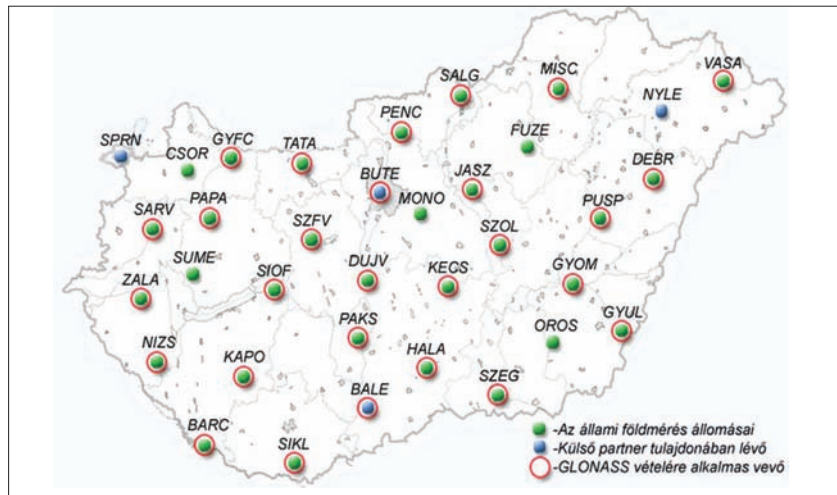 VASA
MISC
SALG
NYLE
PENC
FUZE
SPRN
GYFC
TATA
CSOR
DEBR
BUTE
JASZ
MONO
PUSP
PAPA
SARV
SZFV
SZOL
SUME
DUJV
KECS
GYOM
SIOF
ZALA
GYUL
PAKS
OROS
NIZS
HALA
KAPO
SZEG
BALE
BARC
SIKL
-Az állami földmérés állomásai
-Külső partner tulajdonában lévő
-GLONASS vételére alkalmas vevő